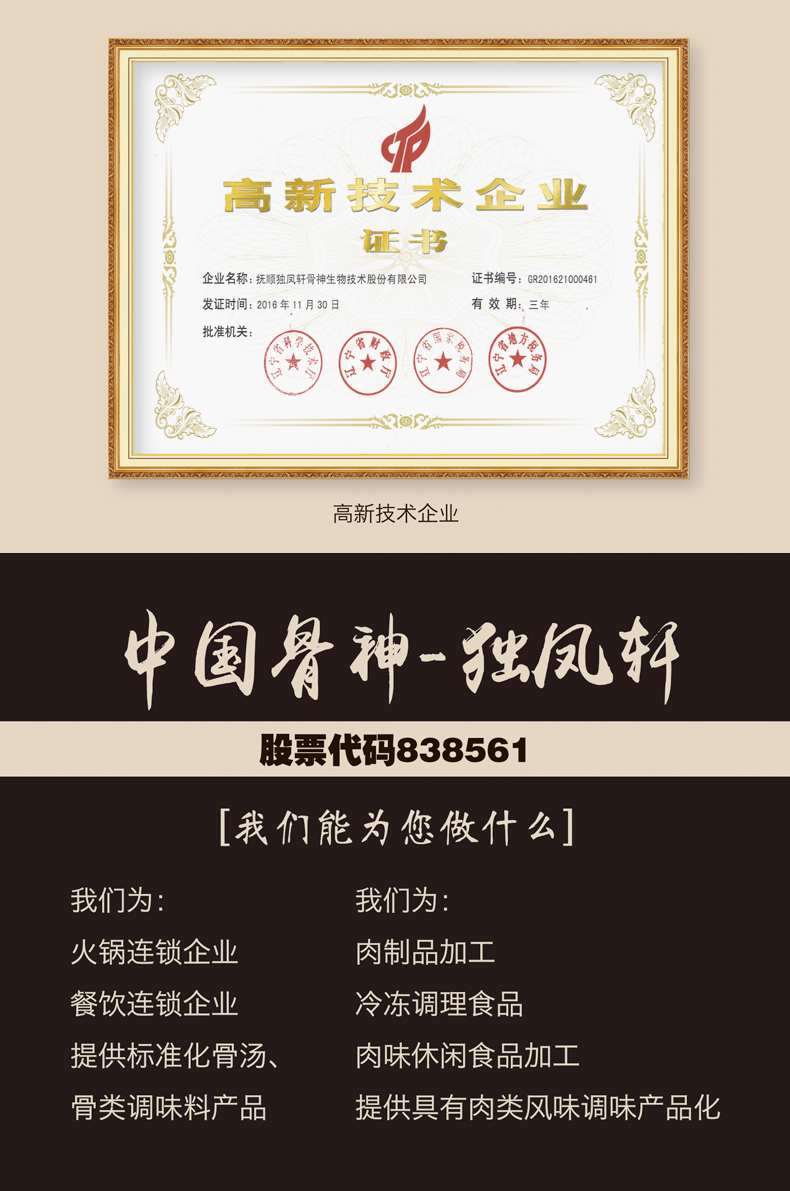 高新技术企业
证书
企业名称：抚顺独凤轩骨神生物技术股份有限公司 证书编号：GR201621000461
发证时间：2016 年 11 月 30 日 有 效 期：三年
批准机关：
辽宁省科学技术厅
辽宁省财政厅
辽宁省国家税务局
辽宁省地方税务局
高新技术企业
中国骨神-独凤轩
股票代码838561
[我们能为您做什么]
我们为：
火锅连锁企业
餐饮连锁企业
提供标准化骨汤、
骨类调味料产品
我们为：
肉制品加工
冷冻调理食品
肉味休闲食品加工
提供具有肉类风味调味产品化